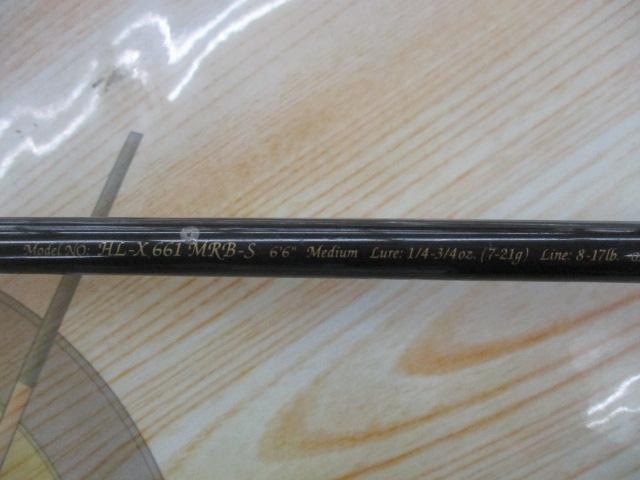 Model NO: HL-X 661 MRB-S 6'6" Medium Lure: 1/4-3/4oz. (7-21g) Line: 8-17lb.